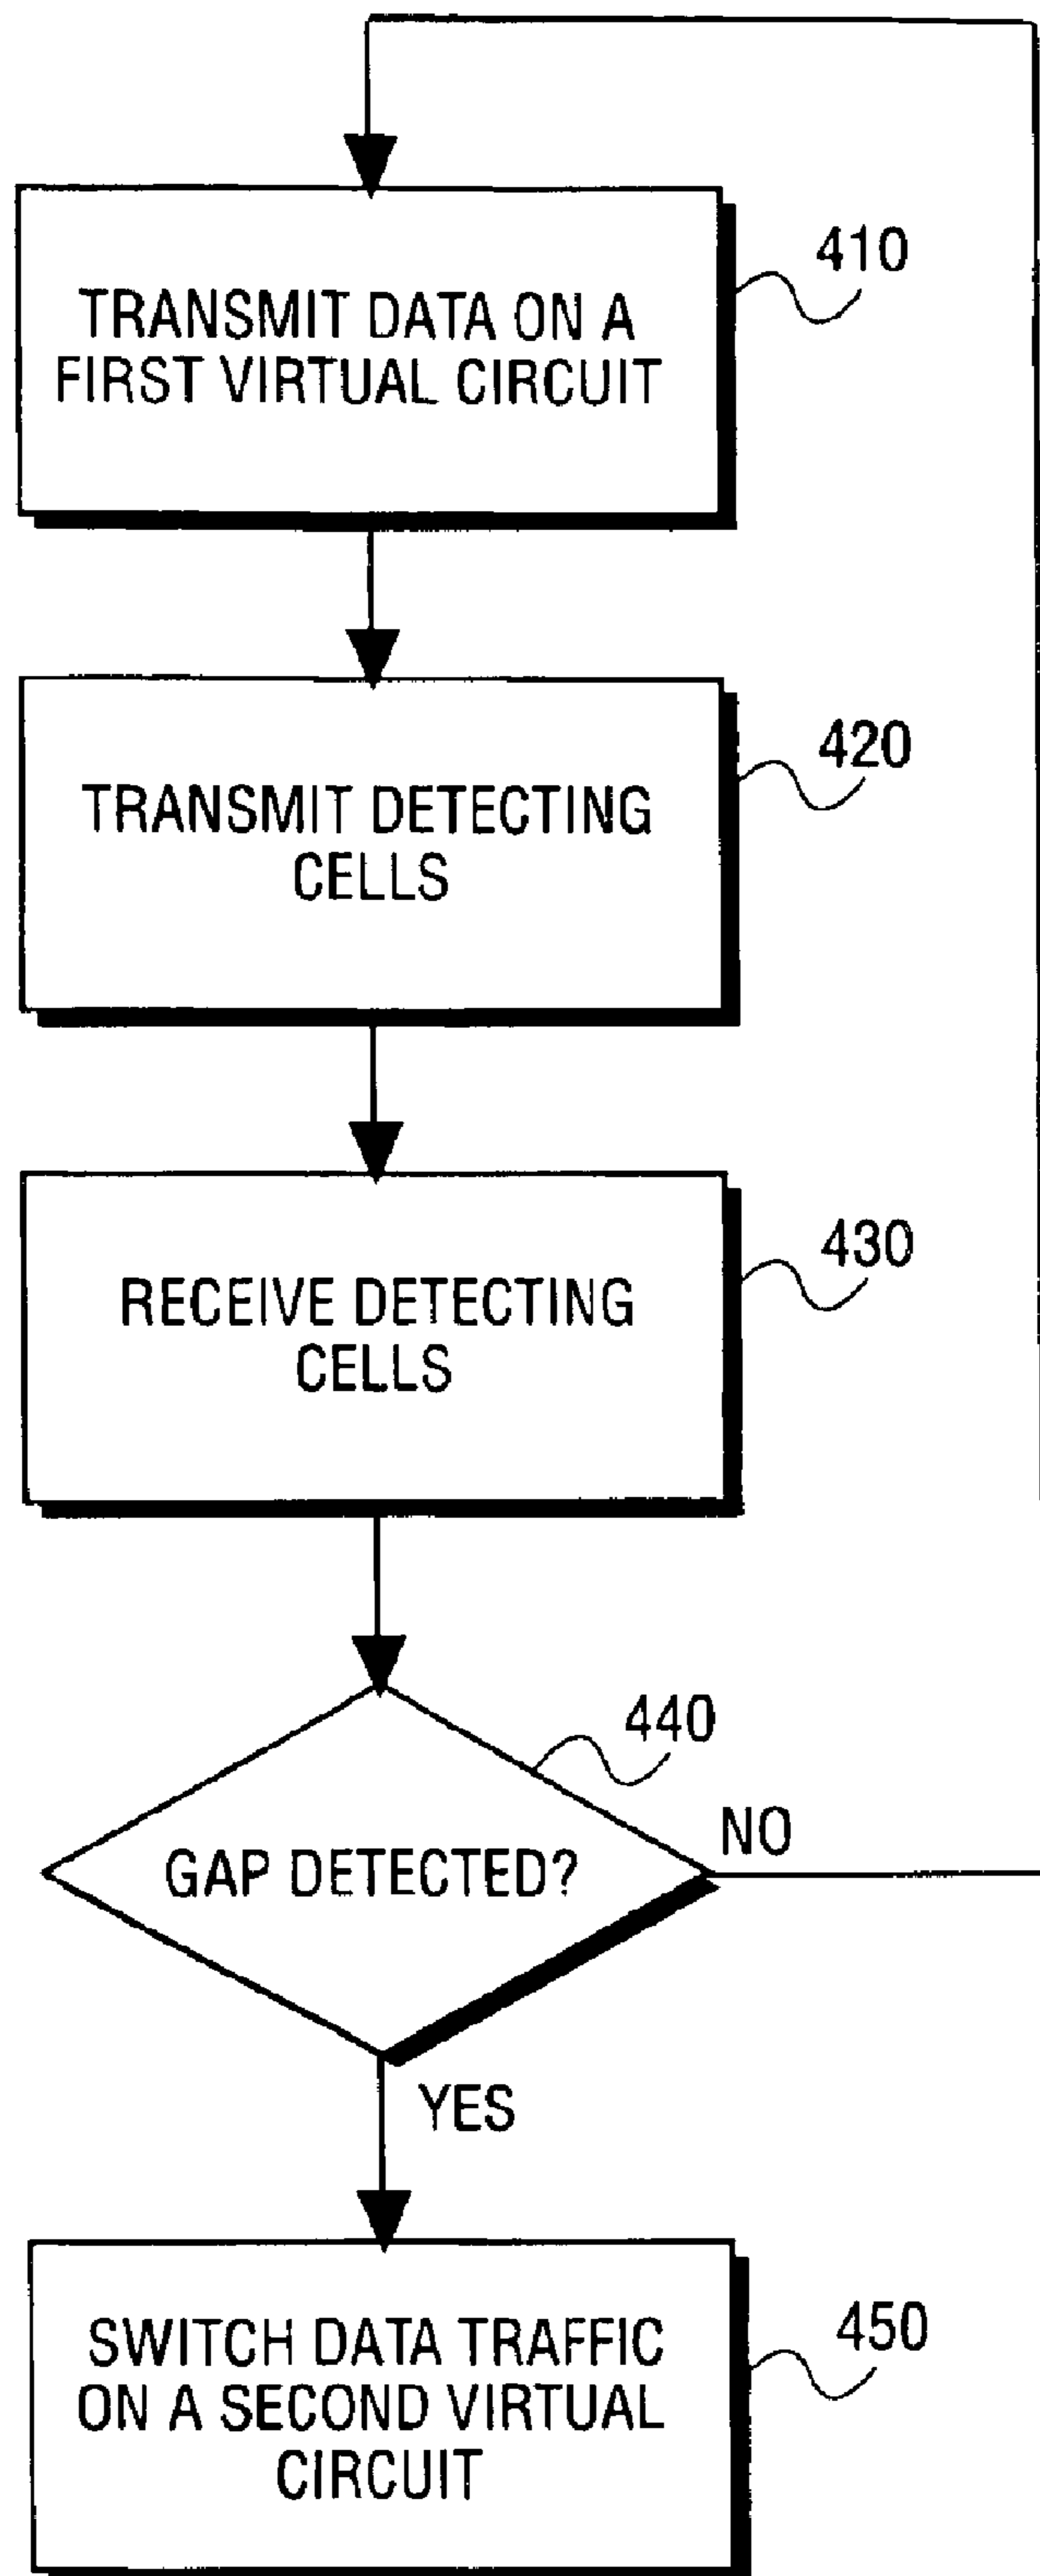 410
TRANSMIT DATA ON A
FIRST VIRTUAL CIRCUIT
420
TRANSMIT DETECTING
CELLS
430
RECEIVE DETECTING
CELLS
440
NO
GAP DETECTED?
YES
450
SWITCH DATA TRAFFIC
ON A SECOND VIRTUAL
CIRCUIT